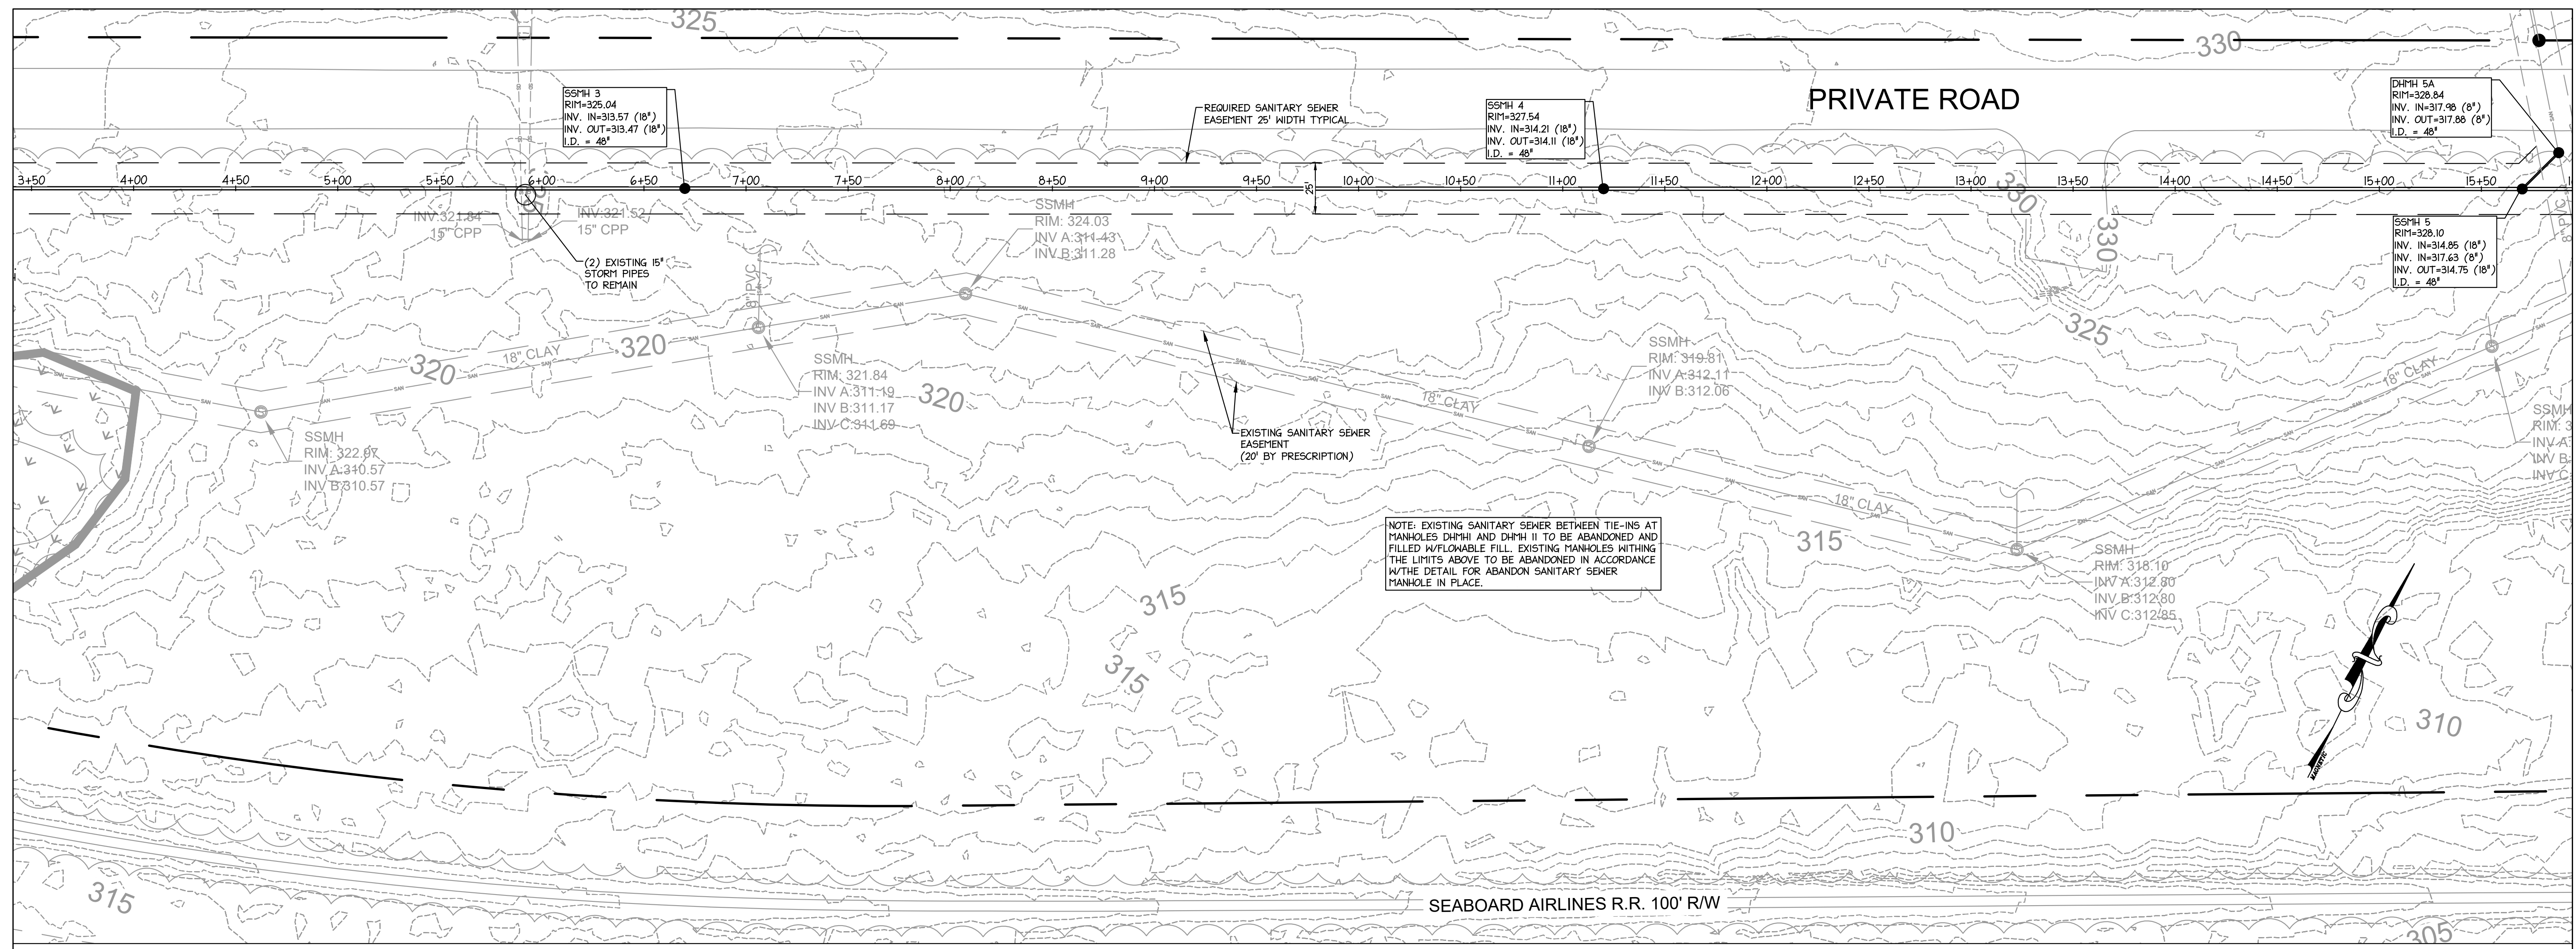 325
330
PRIVATE ROAD
SSMH 3
RIM=325.04
INV. IN=313.57 (18")
INV. OUT=313.47 (18")
I.D. = 48"
REQUIRED SANITARY SEWER
EASEMENT 25' WIDTH TYPICAL
SSMH 4
RIM=327.54
INV. IN=314.21 (18")
INV. OUT=314.11 (18")
I.D. = 48"
DHMH 5A
RIM=328.84
INV. IN=317.98 (8")
INV. OUT=317.88 (8")
I.D. = 48"
3+50 4+00 4+50 5+00 5+50 6+00 6+50 7+00 7+50 8+00 8+50 9+00 9+50 10+00 10+50 11+00 11+50 12+00 12+50 13+00 13+50 14+00 14+50 15+00 15+50
25'
330
330
INV:321.84
15" CPP
INV:321.52
15" CPP
(2) EXISTING 15"
STORM PIPES
TO REMAIN
SSMH
RIM: 324.03
INV A:311.43
INV B:311.28
SSMH 5
RIM=328.10
INV. IN=314.85 (18")
INV. IN=317.63 (8")
INV. OUT=314.75 (18")
I.D. = 48"
8" PVC
8" PVC
325
320
18" CLAY
320
SSMH
RIM: 321.84
INV A:311.19
INV B:311.17
INV C:311.69
320
SSMH
RIM: 319.81
INV A:312.11
INV B:312.06
18" CLAY
18" CLAY
SSMH
RIM: 3
INV A:
INV B:
INV C:
SSMH
RIM: 322.97
INV A:310.57
INV B:310.57
EXISTING SANITARY SEWER
EASEMENT
(20' BY PRESCRIPTION)
18" CLAY
NOTE: EXISTING SANITARY SEWER BETWEEN TIE-INS AT
MANHOLES DHMH1 AND DHMH 11 TO BE ABANDONED AND
FILLED W/FLOWABLE FILL. EXISTING MANHOLES WITHING
THE LIMITS ABOVE TO BE ABANDONED IN ACCORDANCE
W/THE DETAIL FOR ABANDON SANITARY SEWER
MANHOLE IN PLACE.
315
SSMH
RIM: 318.10
INV A:312.80
INV B:312.80
INV C:312.85
315
315
310
MAGNETIC
310
315
SEABOARD AIRLINES R.R. 100' R/W
305